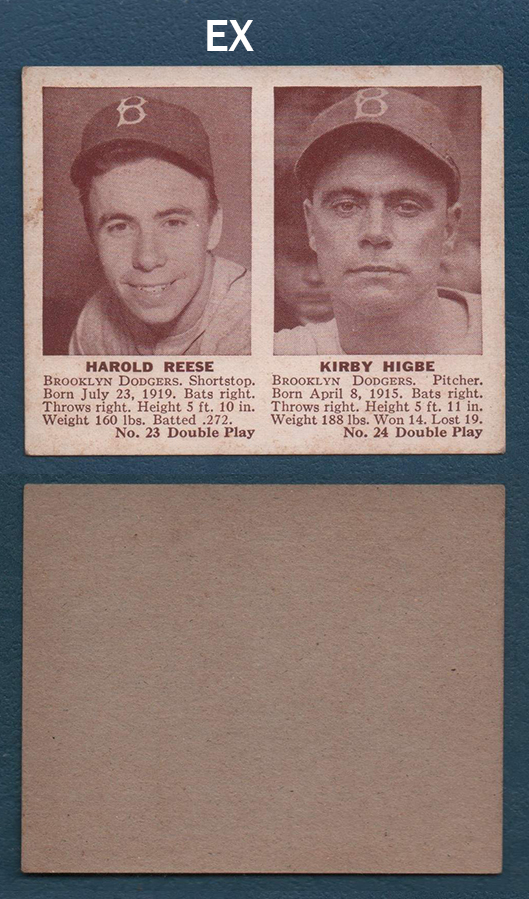 EX
B
B
HAROLD REESE
BROOKLYN DODGERS. Shortstop.
Born July 23, 1919. Bats right.
Throws right. Height 5 ft. 10 in.
Weight 160 lbs. Batted .272.
No. 23 Double Play
KIRBY HIGBE
BROOKLYN DODGERS. Pitcher.
Born April 8, 1915. Bats right.
Throws right. Height 5 ft. 11 in.
Weight 188 lbs. Won 14. Lost 19.
No. 24 Double Play